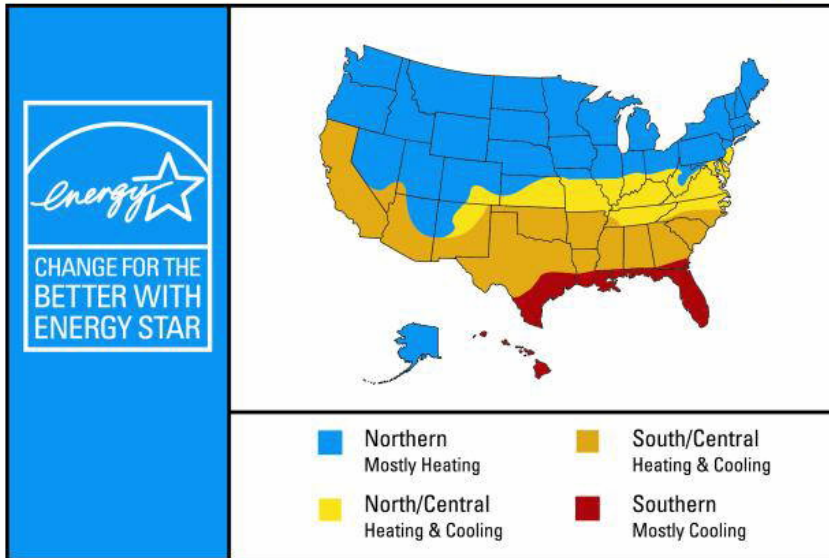 energy
CHANGE FOR THE
BETTER WITH
ENERGY STAR
Northern
Mostly Heating
North/Central
Heating & Cooling
South/Central
Heating & Cooling
Southern
Mostly Cooling